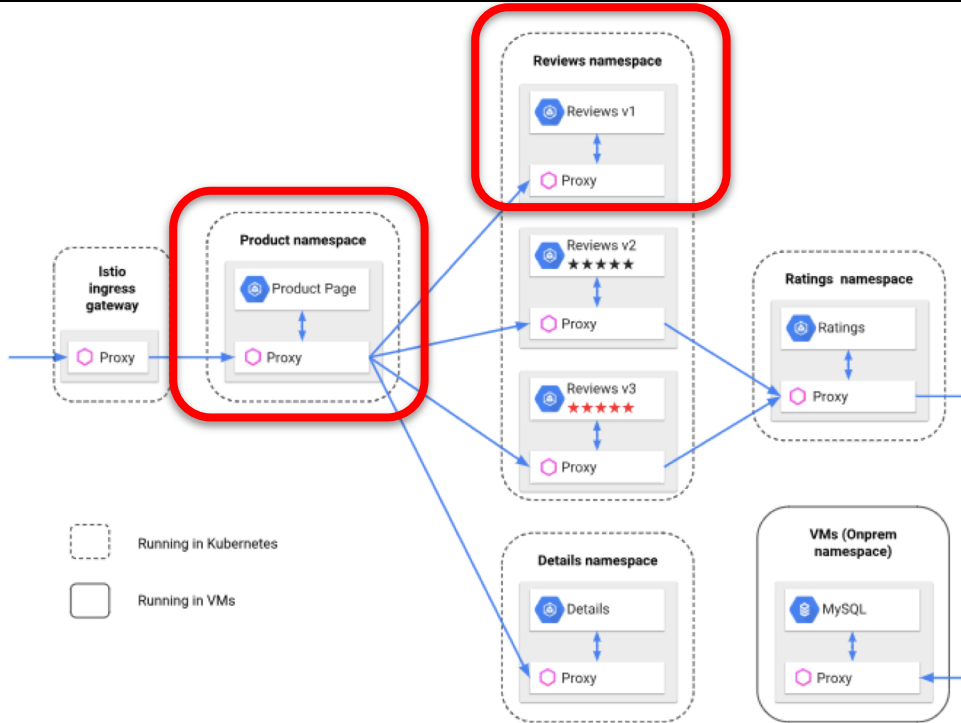 Reviews namespace
Reviews v1
Proxy
Product namespace
Product Page
Proxy
Istio
ingress
gateway
Proxy
Reviews v2
★★★★★
Proxy
Reviews v3
★★★★★
Proxy
Ratings namespace
Ratings
Proxy
Running in Kubernetes
Running in VMs
Details namespace
Details
Proxy
VMs (Onprem
namespace)
MySQL
Proxy